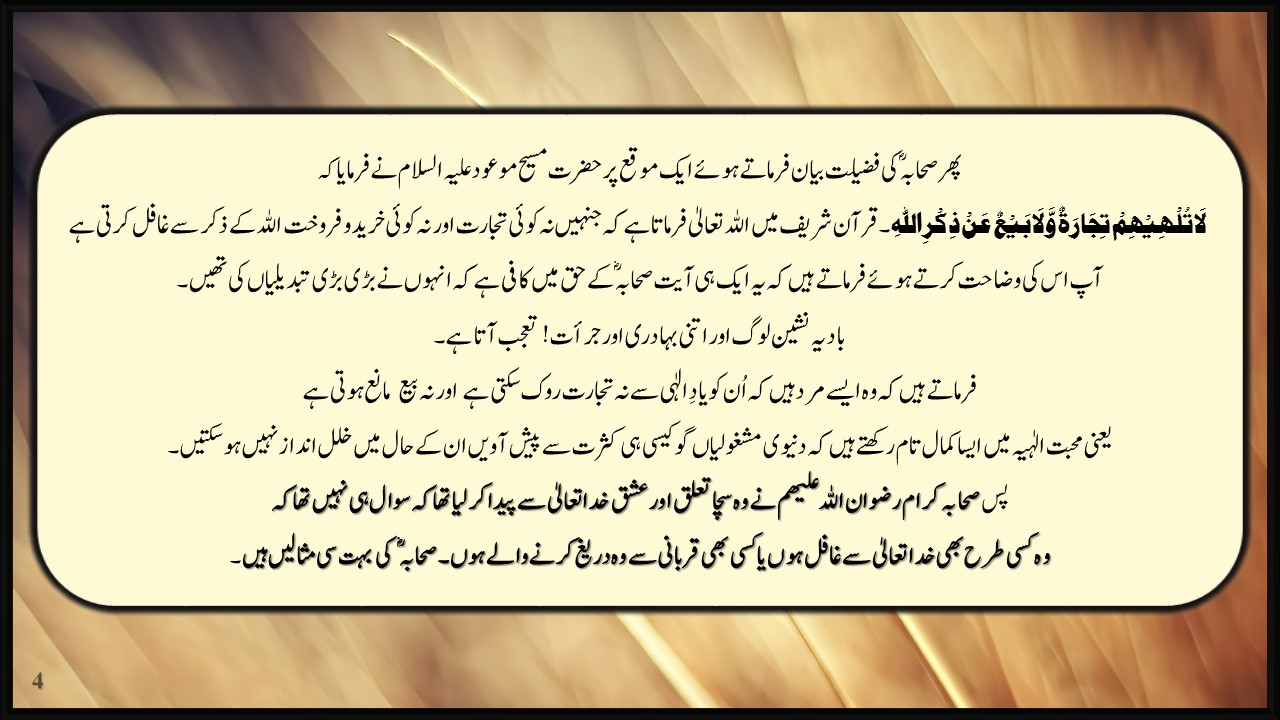 پھر صحابہؓ کی فضیلت بیان فرماتے ہوئے ایک موقع پر حضرت مسیح موعود علیہ السلام نے فرمایا کہ
لَا تُلْهِيْهِمْ تِجَارَةٌ وَّلَا بَيْعٌ عَنْ ذِكْرِ اللّٰهِ۔ قرآن شریف میں اللہ تعالیٰ فرماتا ہے کہ جنہیں نہ کوئی تجارت اور نہ کوئی خرید و فروخت اللہ کے ذکر سے غافل کرتی ہے
آپ اس کی وضاحت کرتے ہوئے فرماتے ہیں کہ یہ ایک ہی آیت صحابہؓ کے حق میں کافی ہے کہ انہوں نے بڑی بڑی تبدیلیاں کی تھیں۔
بادیہ نشین لوگ اور اتنی بہادری اور جرأت! تعجب آتا ہے۔
فرماتے ہیں کہ وہ ایسے مرد ہیں کہ اُن کو یادِ الٰہی سے نہ تجارت روک سکتی ہے اور نہ بیع مانع ہوتی ہے
یعنی محبت الٰہیہ میں ایسا کمال تام رکھتے ہیں کہ دنیوی مشغولیاں گو کیسی ہی کثرت سے پیش آویں ان کے حال میں خلل انداز نہیں ہو سکتیں۔
پس صحابہ کرام رضوان اللہ علیھم نے وہ سچا تعلق اور عشق خدا تعالیٰ سے پیدا کر لیا تھا کہ سوال ہی نہیں تھا کہ
وہ کسی طرح بھی خدا تعالیٰ سے غافل ہوں یا کسی بھی قربانی سے وہ دریغ کرنے والے ہوں۔ صحابہؓ کی بہت سی مثالیں ہیں۔
4